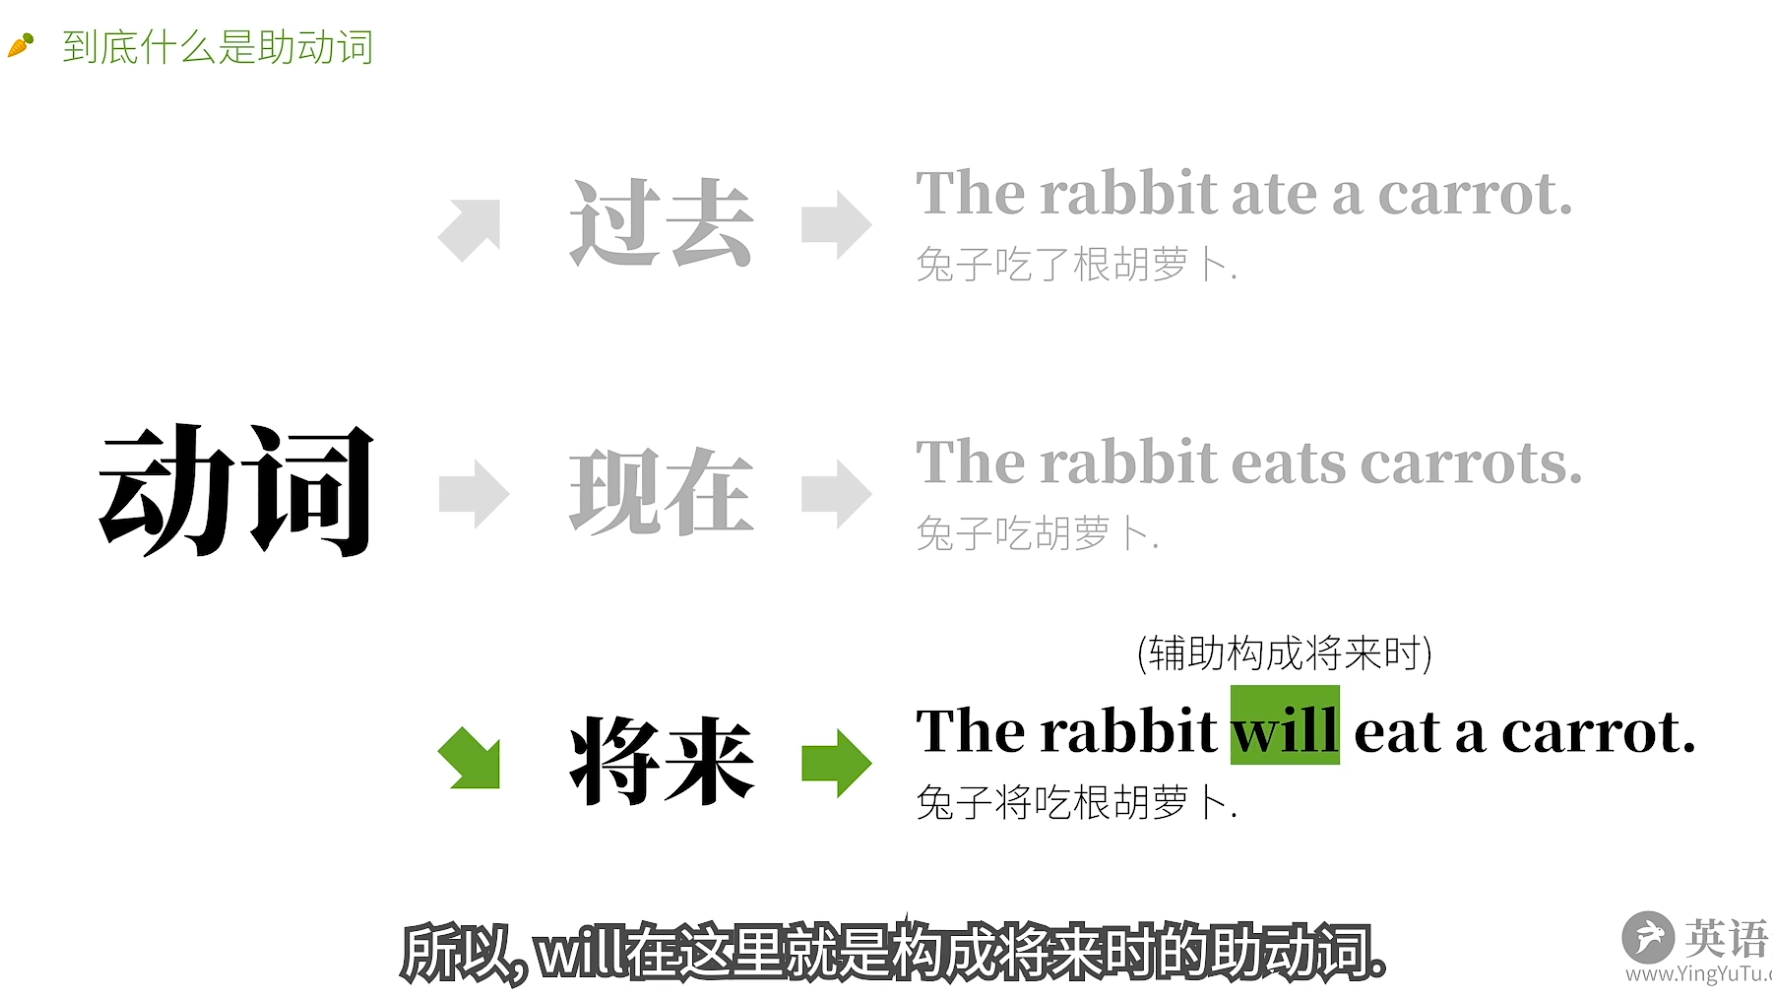 到底什么是助动词
过去
The rabbit ate a carrot.
兔子吃了根胡萝卜.
动词
现在
The rabbit eats carrots.
兔子吃胡萝卜.
(辅助构成将来时)
将来
The rabbit will eat a carrot.
兔子将吃根胡萝卜.
所以, will在这里就是构成将来时的助动词.
英语
www.YingYuTu.c